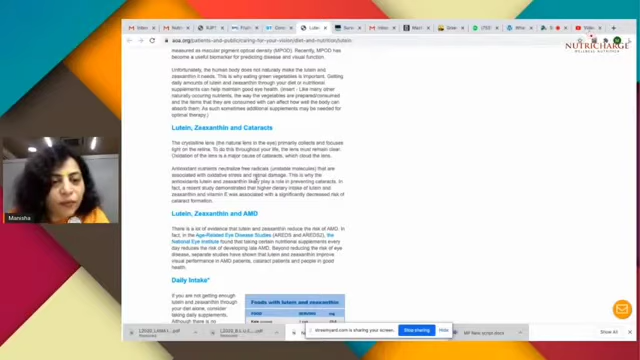 NUTRICHARGE
aoa.org/patients-and-public/caring-for-your-vision/diet-and-nutrition/lutein
measured as macular pigment optical density (MPOD). Recently, MPOD has
become a useful biomarker for predicting disease and visual function.
Unfortunately, the human body does not naturally make the lutein and
zeaxanthin it needs. This is why eating green vegetables is important. Getting
daily amounts of lutein and zeaxanthin through your diet or nutritional
supplements can help maintain good eye health. (insert - Like many other
naturally occurring nutrients, the way the vegetables are prepared/consumed
and the items that they are consumed with can affect how well the body can
absorb them. As such sometimes additional supplements may be needed for
optimal therapy.)
Lutein, Zeaxanthin and Cataracts
The crystalline lens (the natural lens in the eye) primarily collects and focuses
light on the retina. To do this throughout your life, the lens must remain clear.
Oxidation of the lens is a major cause of cataracts, which cloud the lens.
Antioxidant nutrients neutralize free radicals (unstable molecules) that are
associated with oxidative stress and retinal damage. This is why the
antioxidants lutein and zeaxanthin likely play a role in preventing cataracts. In
fact, a recent study demonstrated that higher dietary intake of lutein and
zeaxanthin and vitamin E was associated with a significantly decreased risk of
cataract formation.
Lutein, Zeaxanthin and AMD
There is a lot of evidence that lutein and zeaxanthin reduce the risk of AMD. In
fact, in the Age-Related Eye Disease Studies (AREDS and AREDS2), the
National Eye Institute found that taking certain nutritional supplements every
day reduces the risk of developing late AMD. Beyond reducing the risk of eye
disease, separate studies have shown that lutein and zeaxanthin improve
visual performance in AMD patients, cataract patients and people in good
health.
Daily Intake*
If you are not getting enough
lutein and zeaxanthin through
your diet alone, consider
taking daily supplements.
Although there is no
Foods with lutein and zeaxanthin
FOOD SERVING mg
Manisha
streamyard.com is sharing your screen.
Stop sharing
Hide
Show All